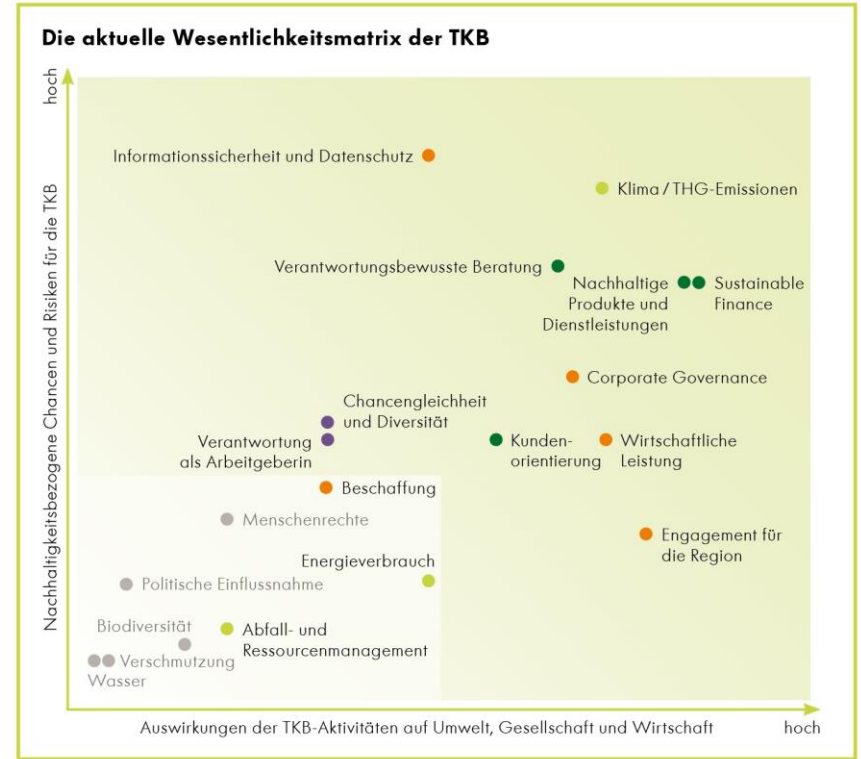 Die aktuelle Wesentlichkeitsmatrix der TKB
hoch
Nachhaltigkeitsbezogene Chancen und Risiken für die TKB
Informationssicherheit und Datenschutz
Klima / THG-Emissionen
Verantwortungsbewusste Beratung
Nachhaltige
Produkte und
Dienstleistungen
Sustainable
Finance
Corporate Governance
Chancengleichheit
und Diversität
Verantwortung
als Arbeitgeberin
Kunden-
orientierung
Wirtschaftliche
Leistung
Beschaffung
Menschenrechte
Engagement für
die Region
Energieverbrauch
Politische Einflussnahme
Biodiversität
Abfall- und
Ressourcenmanagement
Verschmutzung
Wasser
Auswirkungen der TKB-Aktivitäten auf Umwelt, Gesellschaft und Wirtschaft
hoch